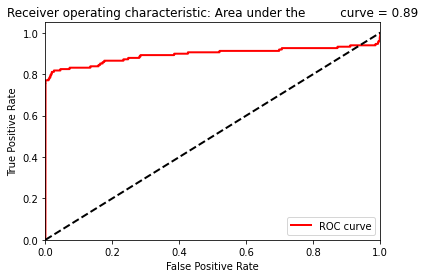 Receiver operating characteristic: Area under the curve = 0.89
True Positive Rate
1.0
0.8
0.6
0.4
0.2
0.0
ROC curve
0.0 0.2 0.4 0.6 0.8 1.0
False Positive Rate